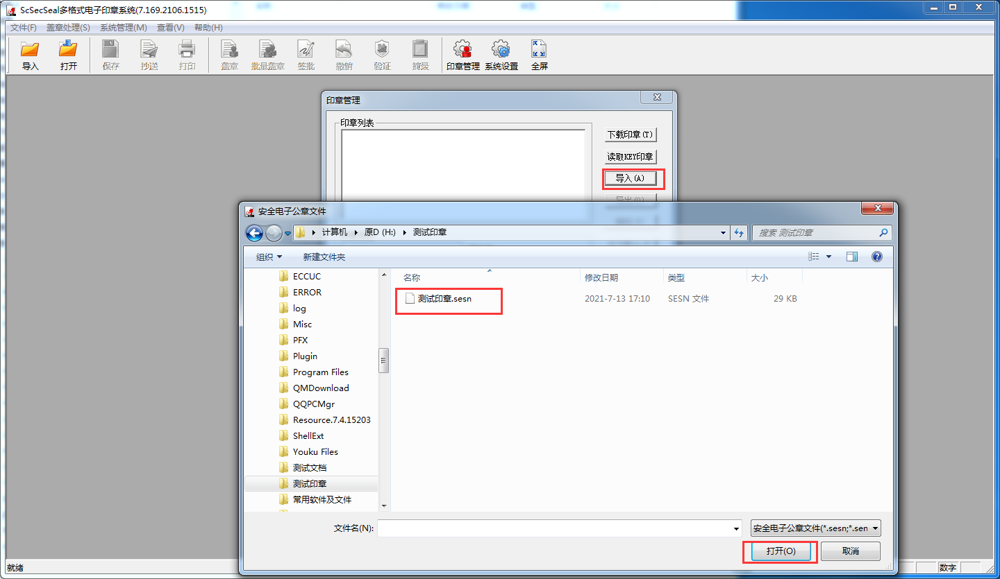 ScSecSeal多格式电子印章系统(7.169.2106.1515)
文件(F) 盖章处理(S) 系统管理(M) 查看(V) 帮助(H)
导入 打开 保存 抄送 打印 盖章 批量盖章 签批 撤销 验证 摘录 印章管理 系统设置 全屏
印章管理
印章列表
下载印章(T)
读取KEY印章
导入(A)
导出(O)
安全电子公章文件
计算机 原D (H:) 测试印章 搜索 测试印章
组织 新建文件夹
名称 修改日期 类型 大小
测试印章.sesn 2021-7-13 17:10 SESN 文件 29 KB
ECCUC
ERROR
log
Misc
PFX
Plugin
Program Files
QMDownload
QQPCMgr
Resource.7.4.15203
ShellExt
Youku Files
测试文档
测试印章
常用软件及文件
文件名(N): 安全电子公章文件(*.sesn;*.sen
打开(O) 取消
就绪 数字